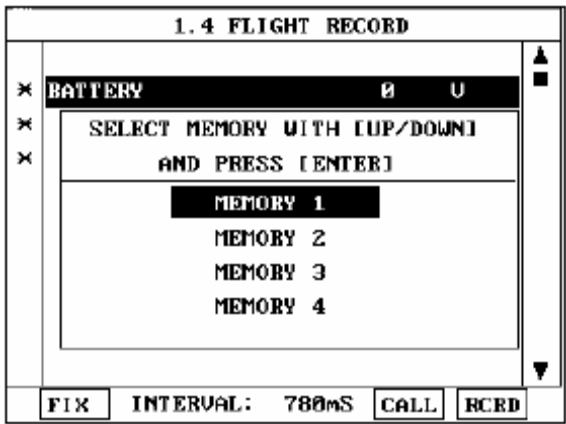 1.4 FLIGHT RECORD
× BATTERY 0 V
× SELECT MEMORY WITH [UP/DOWN]
× AND PRESS [ENTER]
MEMORY 1
MEMORY 2
MEMORY 3
MEMORY 4
FIX INTERVAL: 780mS CALL RCRD